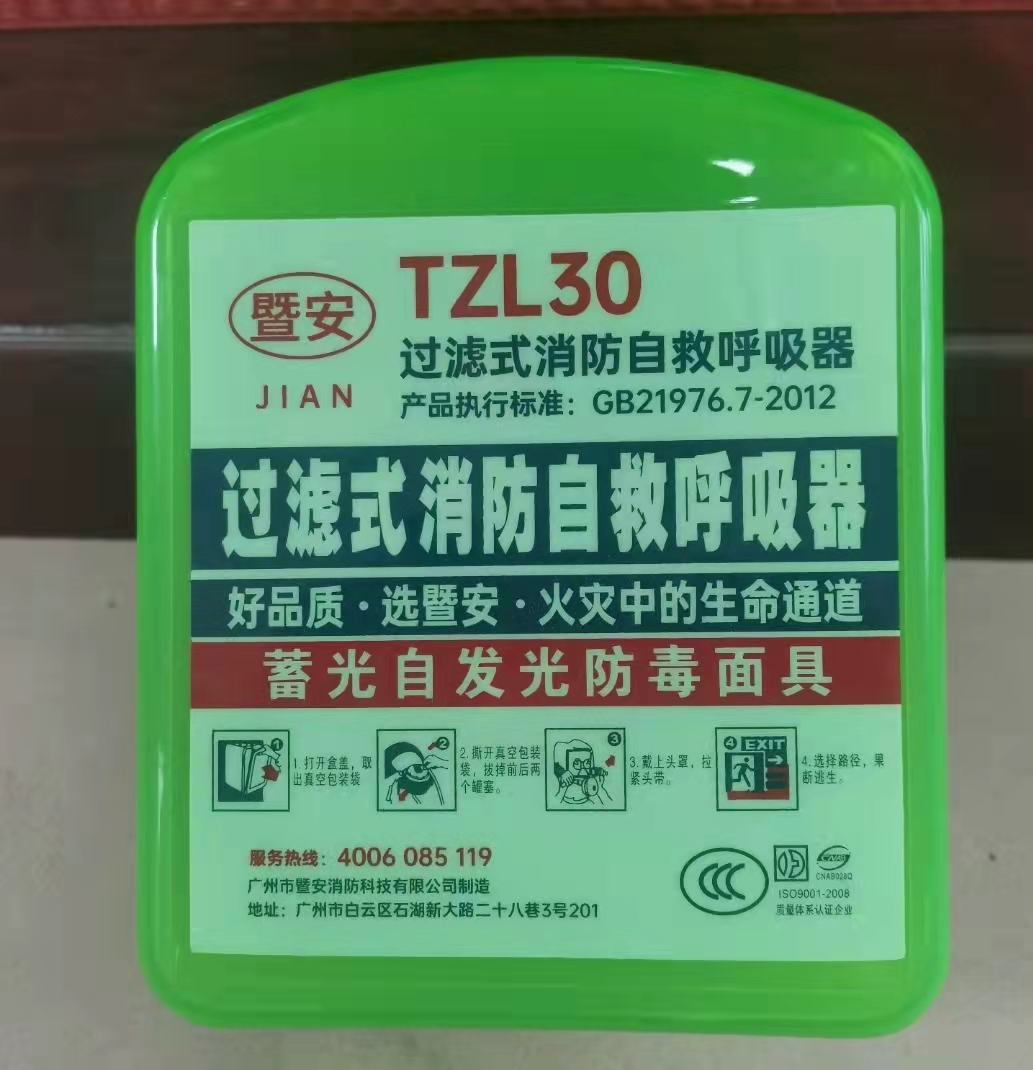 暨安
JIAN
TZL30
过滤式消防自救呼吸器
产品执行标准：GB21976.7-2012
过滤式消防自救呼吸器
好品质·选暨安·火灾中的生命通道
蓄光自发光防毒面具
1
1.打开盒盖，取
出真空包装袋
2
2.撕开真空包装
袋，拔掉前后两
个罐塞。
3
3.戴上头罩，拉
紧头带。
4 EXIT
4.选择路径，果
断逃生。
服务热线：4006 085 119
广州市暨安消防科技有限公司制造
地址：广州市白云区石湖新大路二十八巷3号201
CCC
CNAB
CNAB028Q
ISO9001-2008
质量体系认证企业